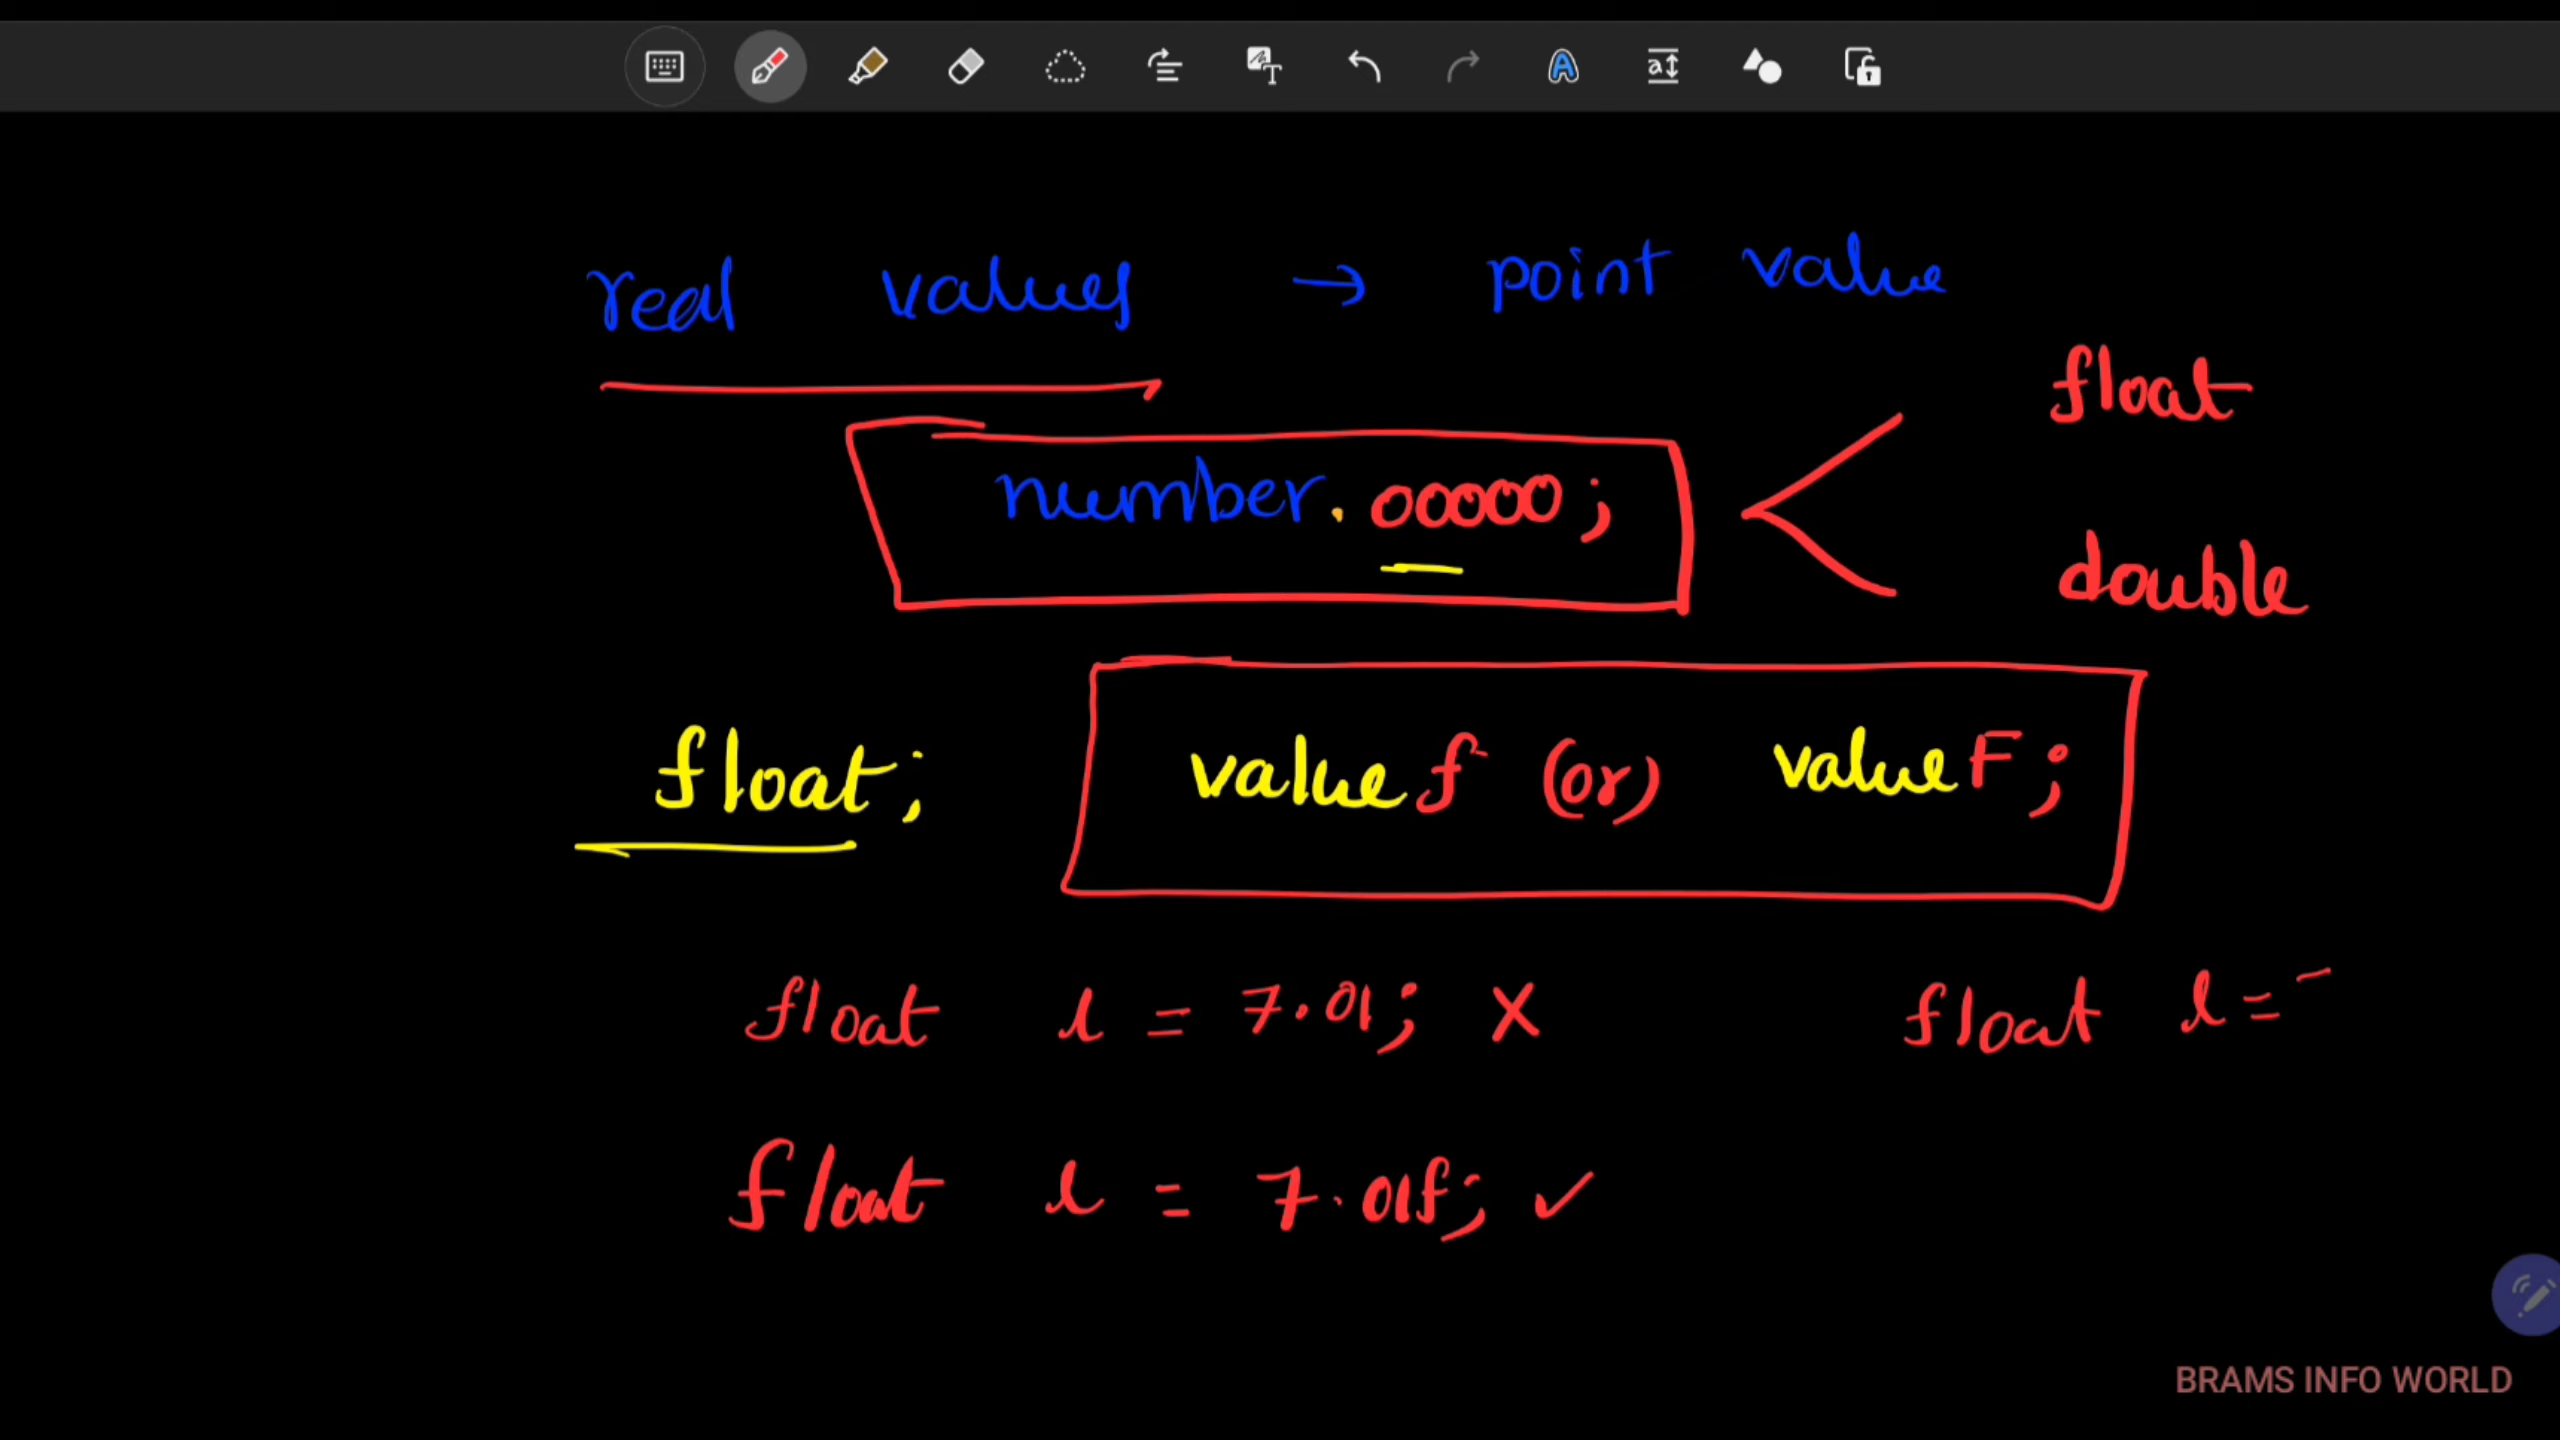 real values → point value
float
number.00000;
double
float; valuef (or) valueF;
float l = 7.01; X float l =
float l = 7.01f; ✓
BRAMS INFO WORLD